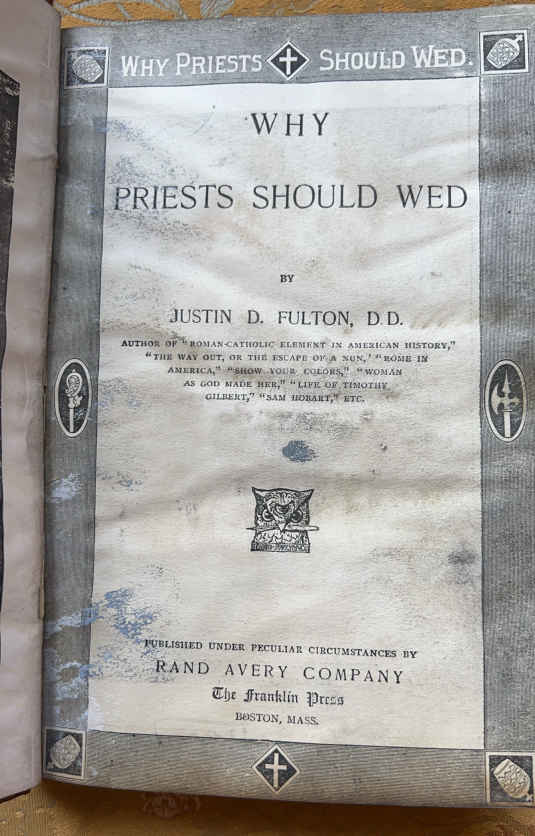 WHY PRIESTS SHOULD WED.
WHY
PRIESTS SHOULD WED
BY
JUSTIN D. FULTON, D.D.
AUTHOR OF "ROMAN-CATHOLIC ELEMENT IN AMERICAN HISTORY,"
"THE WAY OUT, OR THE ESCAPE OF A NUN," "ROME IN
AMERICA," "SHOW YOUR COLORS," "WOMAN
AS GOD MADE HER," "LIFE OF TIMOTHY
GILBERT," "SAM HOBART," ETC.
PUBLISHED UNDER PECULIAR CIRCUMSTANCES BY
RAND AVERY COMPANY
The Franklin Press
BOSTON, MASS.